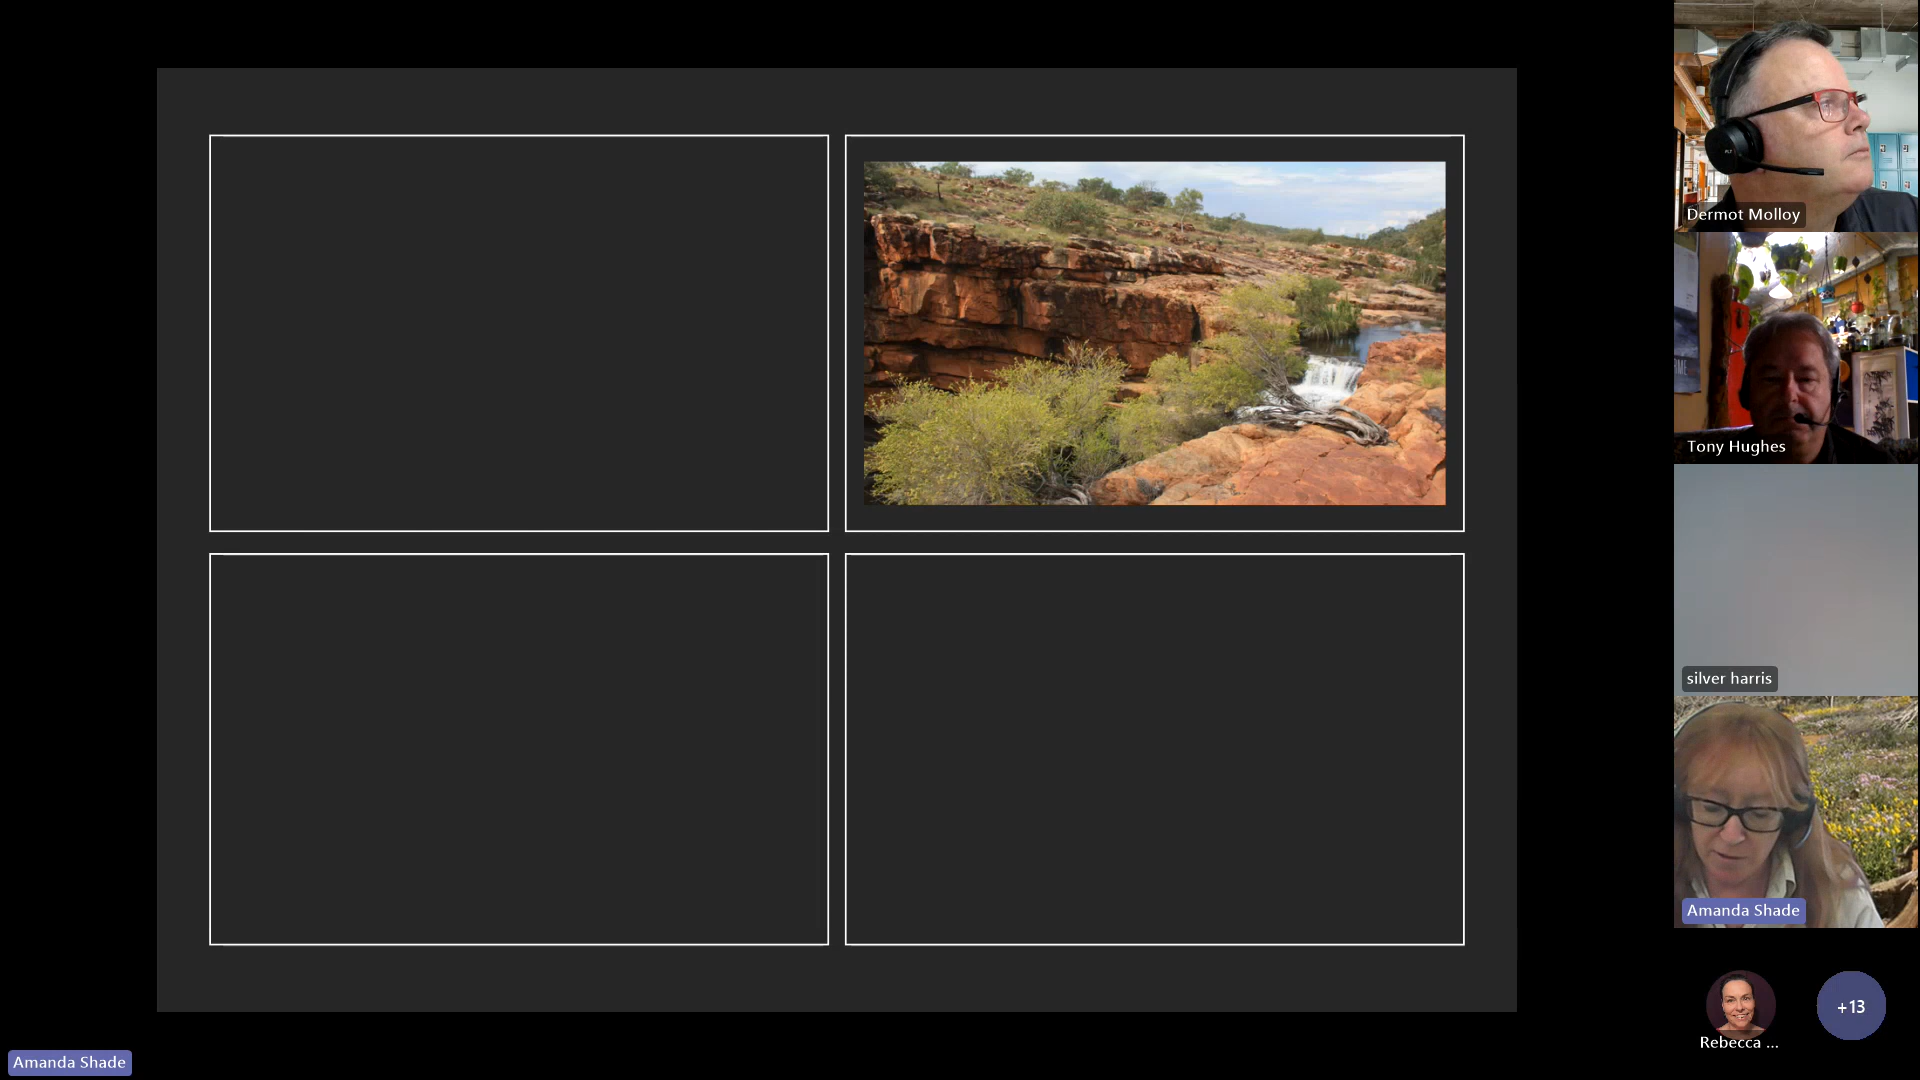 Dermot Molloy
Tony Hughes
silver harris
Amanda Shade
Rebecca ...
+13
Amanda Shade